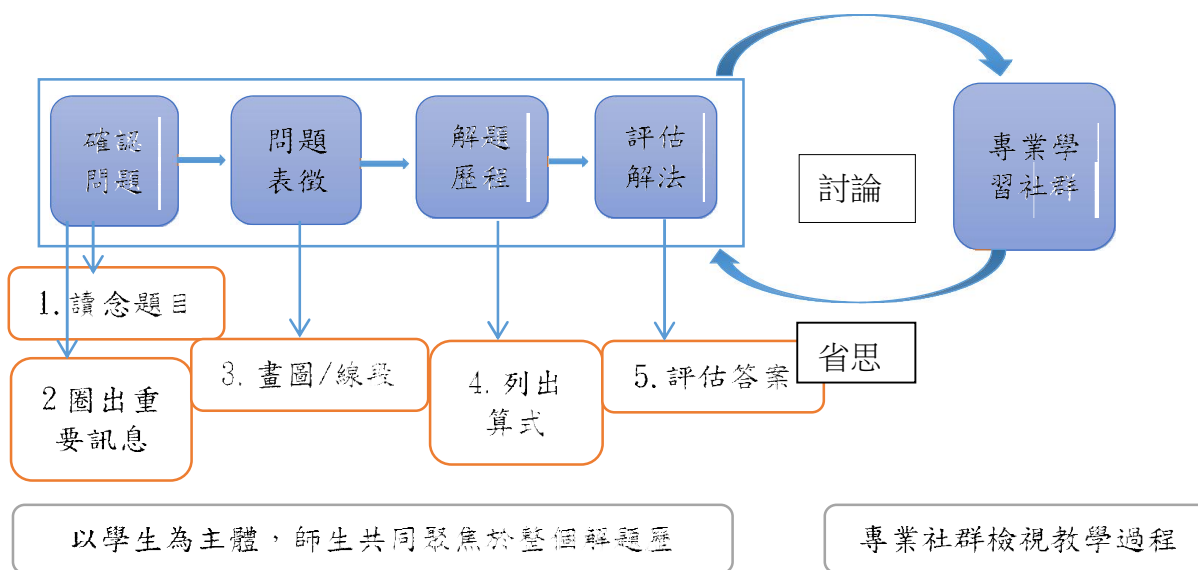 確認
問題
問題
表徵
解題
歷程
評估
解法
專業學
習社群
討論
1. 讀念題目
2 圈出重
要訊息
3. 畫圖/線段
4. 列出
算式
5. 評估答案
省思
以學生為主體，師生共同聚焦於整個解題歷
專業社群檢視教學過程